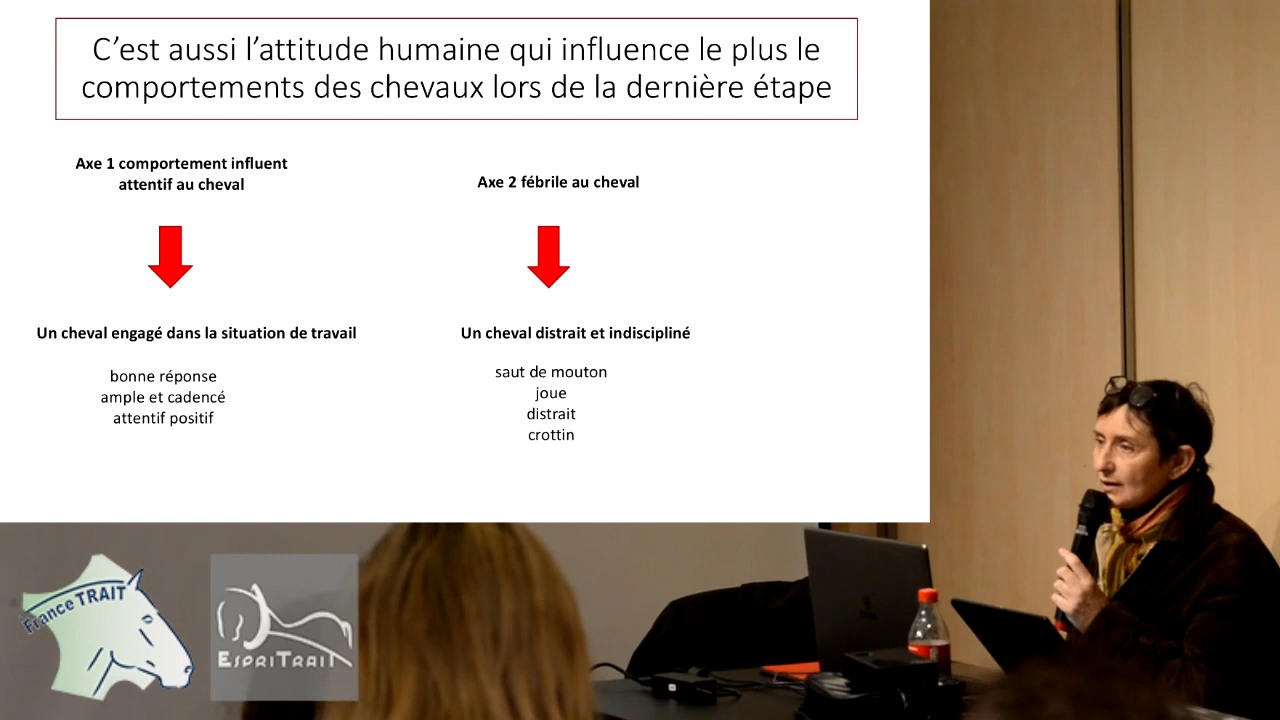 C’est aussi l’attitude humaine qui influence le plus le
comportements des chevaux lors de la dernière étape
Axe 1 comportement influent
attentif au cheval
Axe 2 fébrile au cheval
Un cheval engagé dans la situation de travail
Un cheval distrait et indiscipliné
bonne réponse
ample et cadencé
attentif positif
saut de mouton
joue
distrait
crottin
France TRAIT
ESPRITRAIT